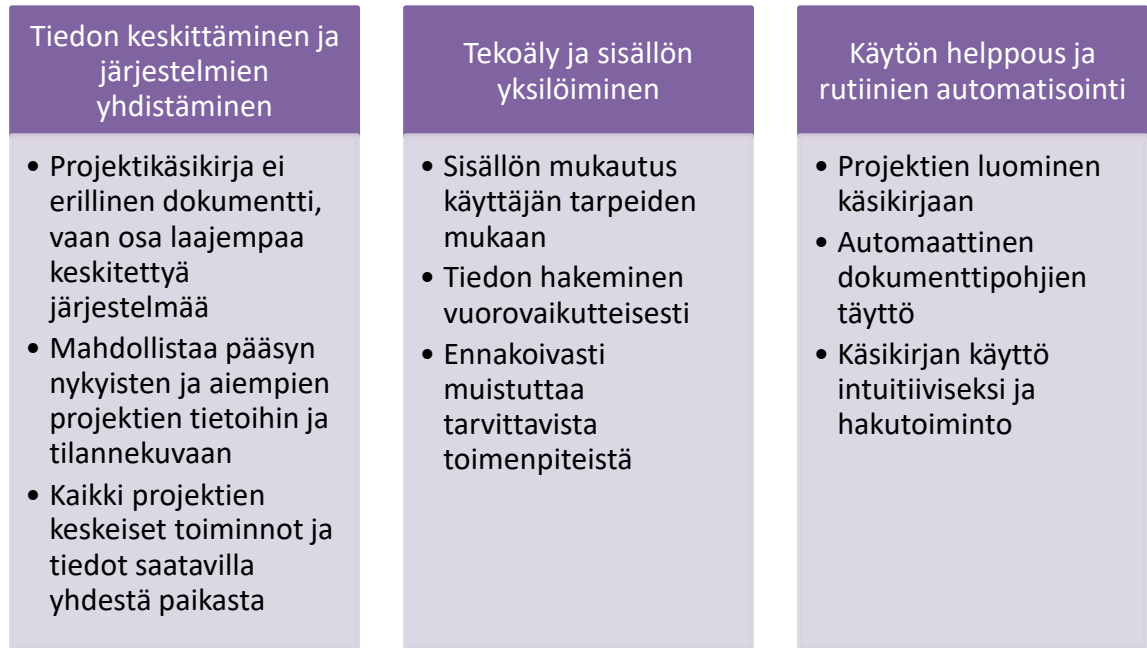 Tiedon keskittäminen ja
järjestelmien
yhdistäminen
• Projektikäsikirja ei
erillinen dokumentti,
vaan osa laajempaa
keskitettyä
järjestelmää
• Mahdollistaa pääsyn
nykyisten ja aiempien
projektien tietoihin ja
tilannekuvaan
• Kaikki projektien
keskeiset toiminnot ja
tiedot saatavilla
yhdestä paikasta
Tekoäly ja sisällön
yksilöiminen
• Sisällön mukautus
käyttäjän tarpeiden
mukaan
• Tiedon hakeminen
vuorovaikutteisesti
• Ennakoivasti
muistuttaa
tarvittavista
toimenpiteistä
Käytön helppous ja
rutiinien automatisointi
• Projektien luominen
käsikirjaan
• Automaattinen
dokumenttipohjien
täyttö
• Käsikirjan käyttö
intuitiiviseksi ja
hakutoiminto